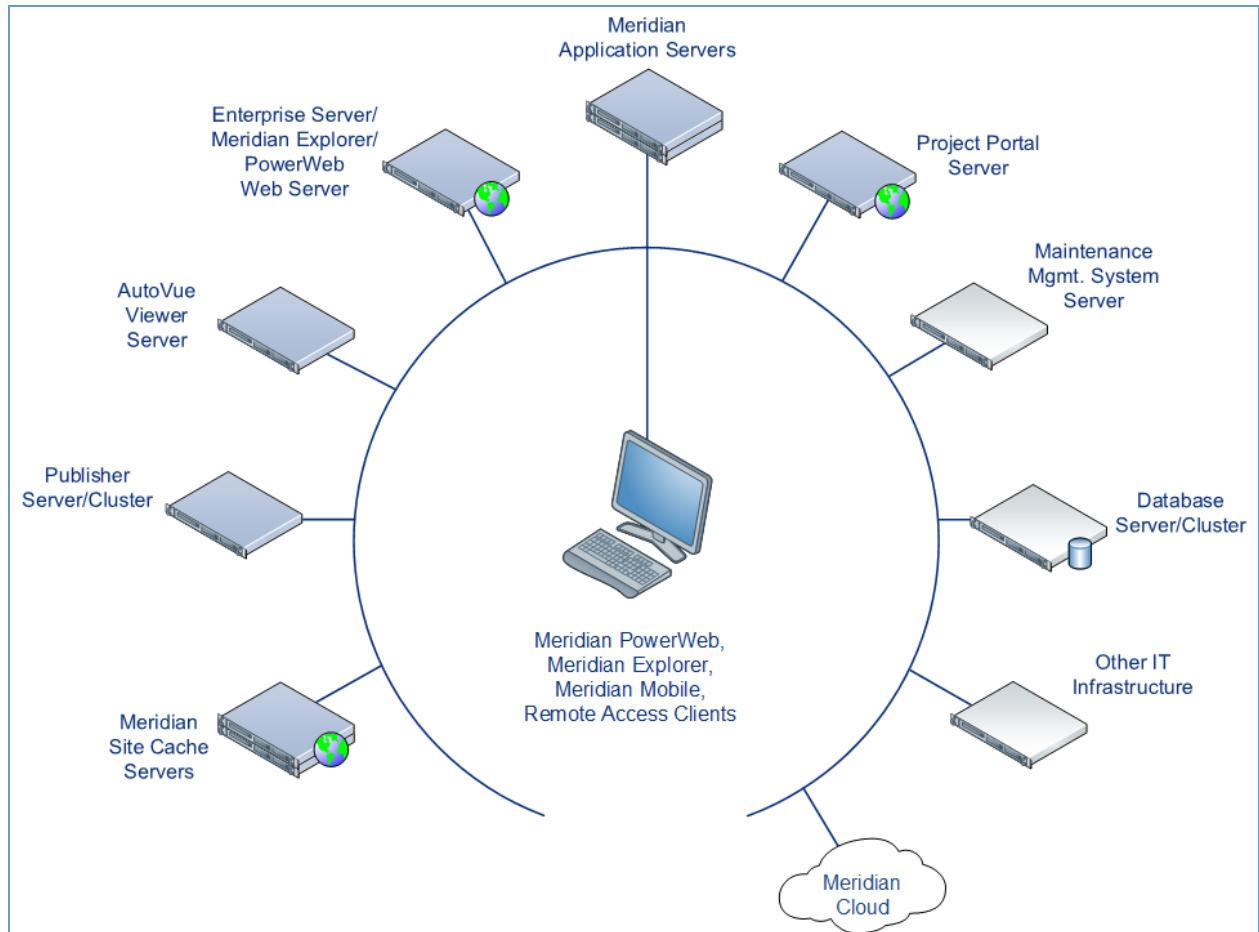 Meridian
Application Servers
Enterprise Server/
Meridian Explorer/
PowerWeb
Web Server
Project Portal
Server
Maintenance
Mgmt. System
Server
AutoVue
Viewer
Server
Publisher
Server/Cluster
Database
Server/Cluster
Meridian PowerWeb,
Meridian Explorer,
Meridian Mobile,
Remote Access Clients
Other IT
Infrastructure
Meridian
Site Cache
Servers
Meridian
Cloud